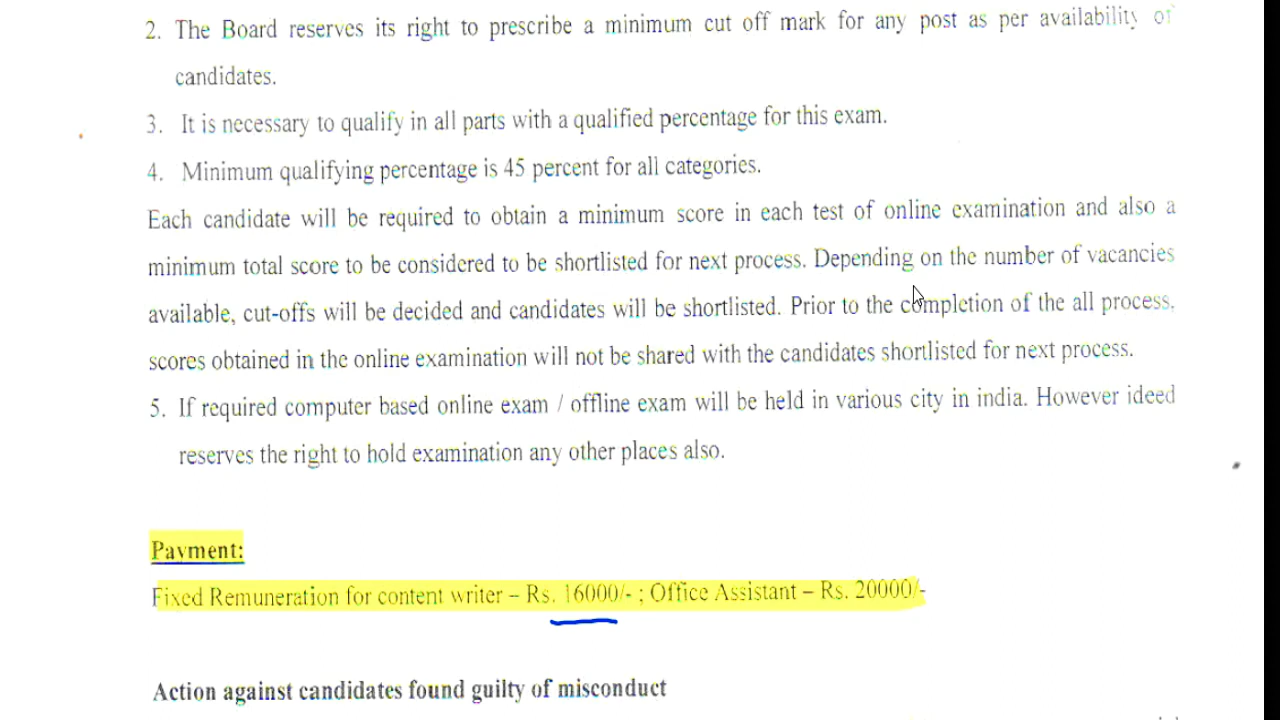 2. The Board reserves its right to prescribe a minimum cut off mark for any post as per availability of
candidates.
3. It is necessary to qualify in all parts with a qualified percentage for this exam.
4. Minimum qualifying percentage is 45 percent for all categories.
Each candidate will be required to obtain a minimum score in each test of online examination and also a
minimum total score to be considered to be shortlisted for next process. Depending on the number of vacancies
available, cut-offs will be decided and candidates will be shortlisted. Prior to the completion of the all process,
scores obtained in the online examination will not be shared with the candidates shortlisted for next process.
5. If required computer based online exam / offline exam will be held in various city in india. However ideed
reserves the right to hold examination any other places also.
Payment:
Fixed Remuneration for content writer – Rs. 16000/- ; Office Assistant – Rs. 20000/-
Action against candidates found guilty of misconduct